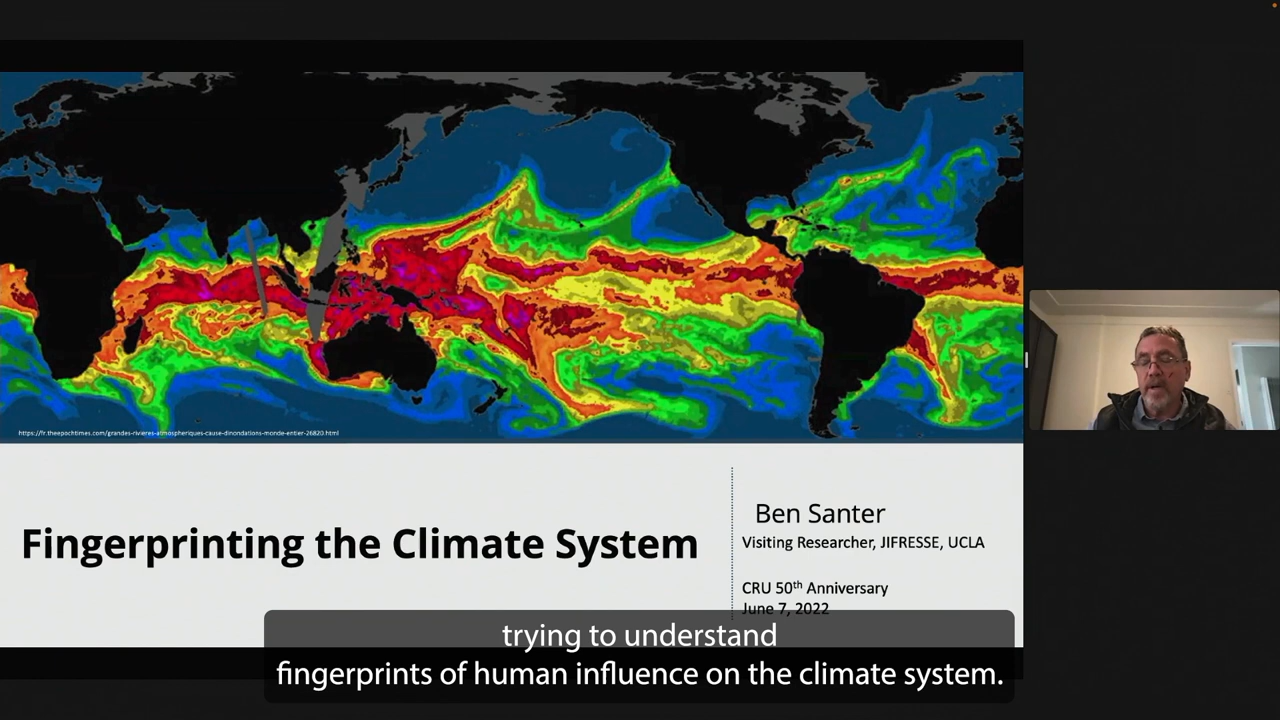 https://fr.theepochtimes.com/grandes-rivieres-atmospheriques-cause-dinondations-monde-entier-26820.html
Fingerprinting the Climate System
Ben Santer
Visiting Researcher, JIFRESSE, UCLA
CRU 50th Anniversary
June 7, 2022
trying to understand
fingerprints of human influence on the climate system.